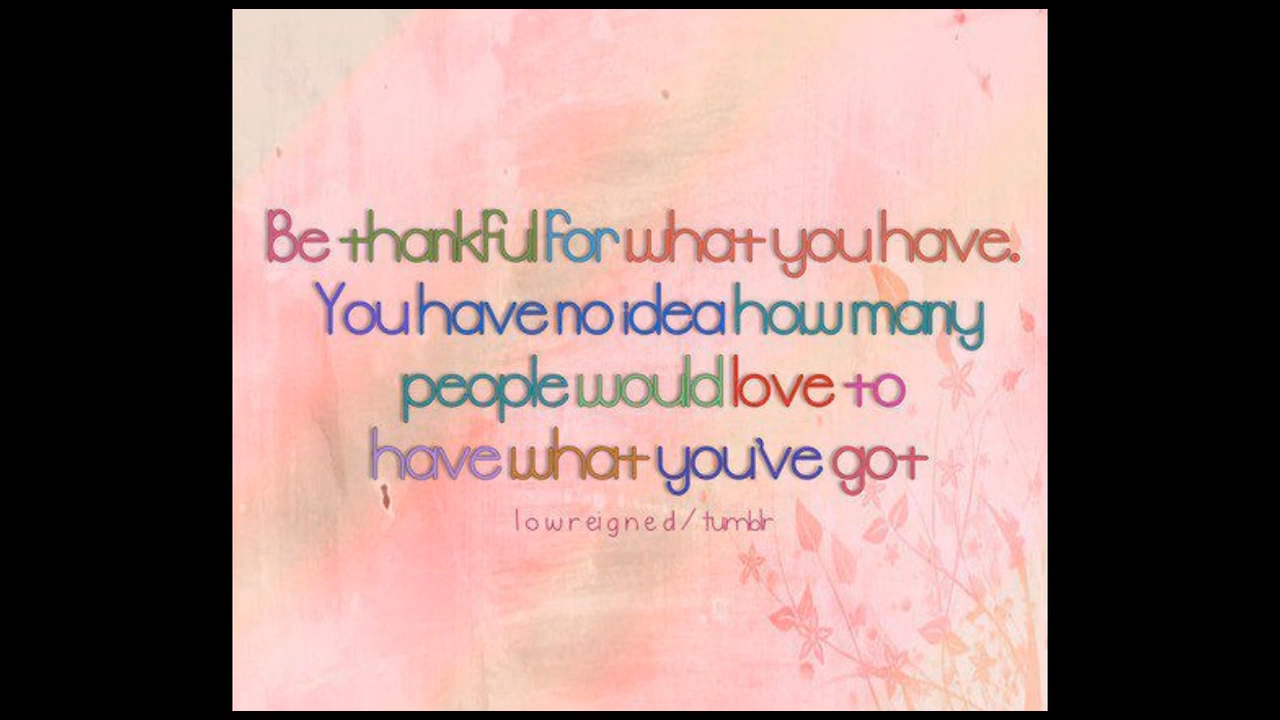 Be thankful for what you have.
You have no idea how many
people would love to
have what you've got
lowreigned/tumblr